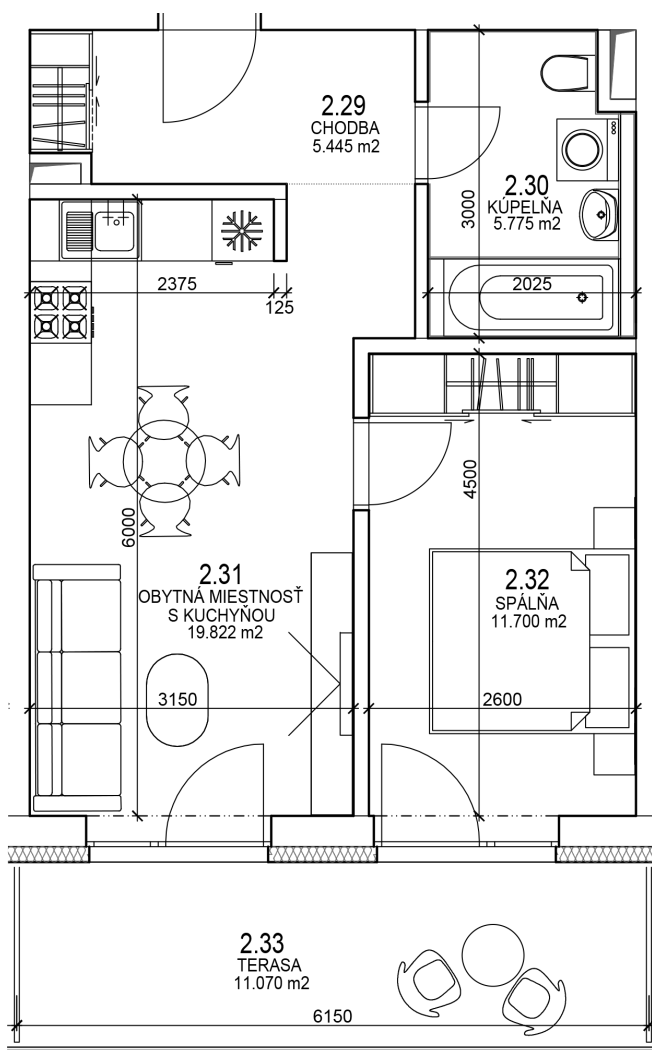 2.29
CHODBA
5.445 m2
2.30
KÚPELŇA
5.775 m2
3000
2375
125
2025
4500
6000
2.31
OBYTNÁ MIESTNOSŤ
S KUCHYŇOU
19.822 m2
2.32
SPÁLŇA
11.700 m2
3150
2600
2.33
TERASA
11.070 m2
6150